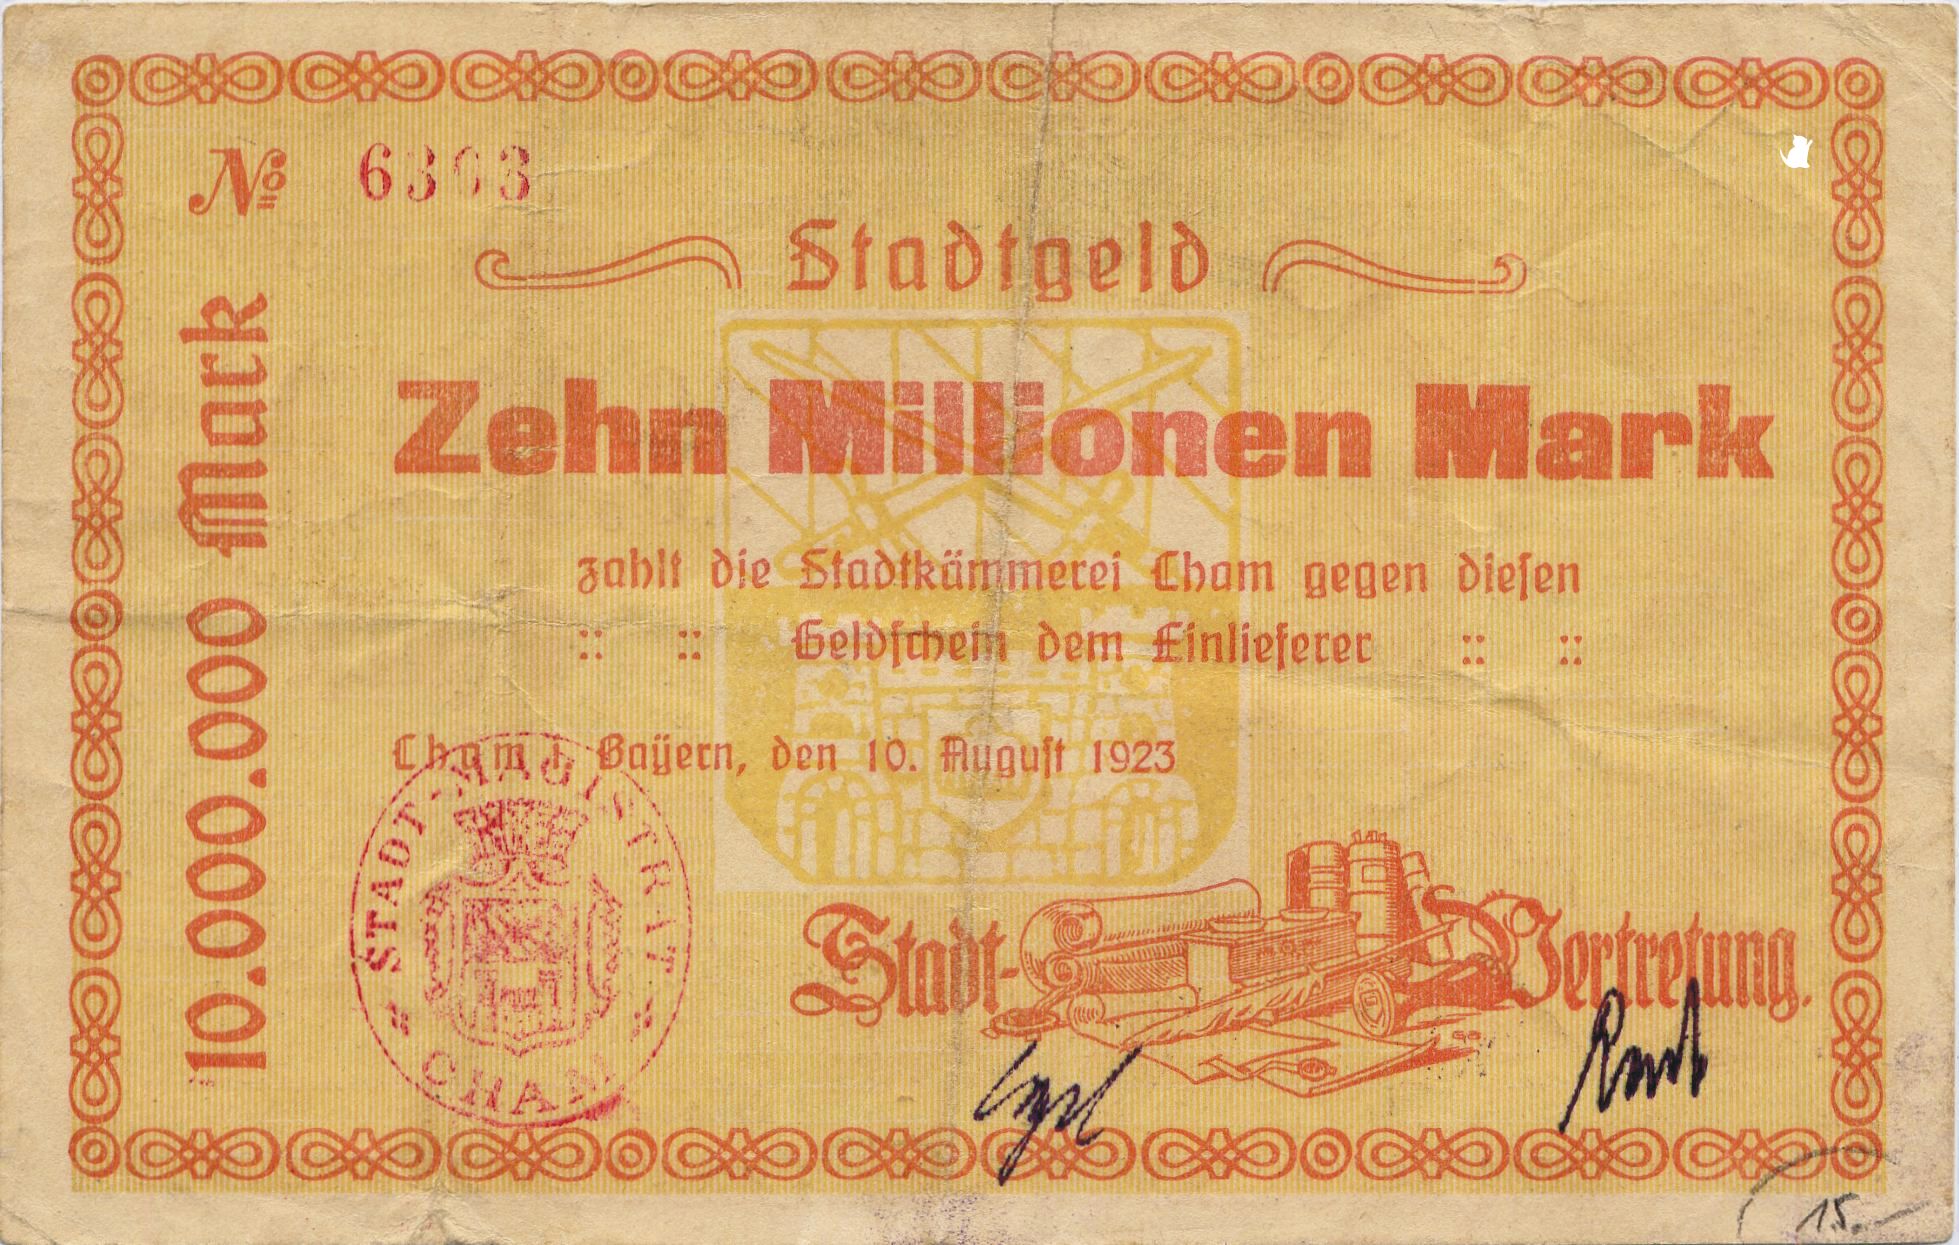 № 6303
Stadtgeld
10.000.000 Mark
Zehn Millionen Mark
zahlt die Stadtkämmerei Cham gegen diesen
:: :: Geldschein dem Einlieferer :: ::
Cham i. Bayern, den 10. August 1923
STADT-MAGISTRAT
CHAM
Stadt-Vertretung.
15.-